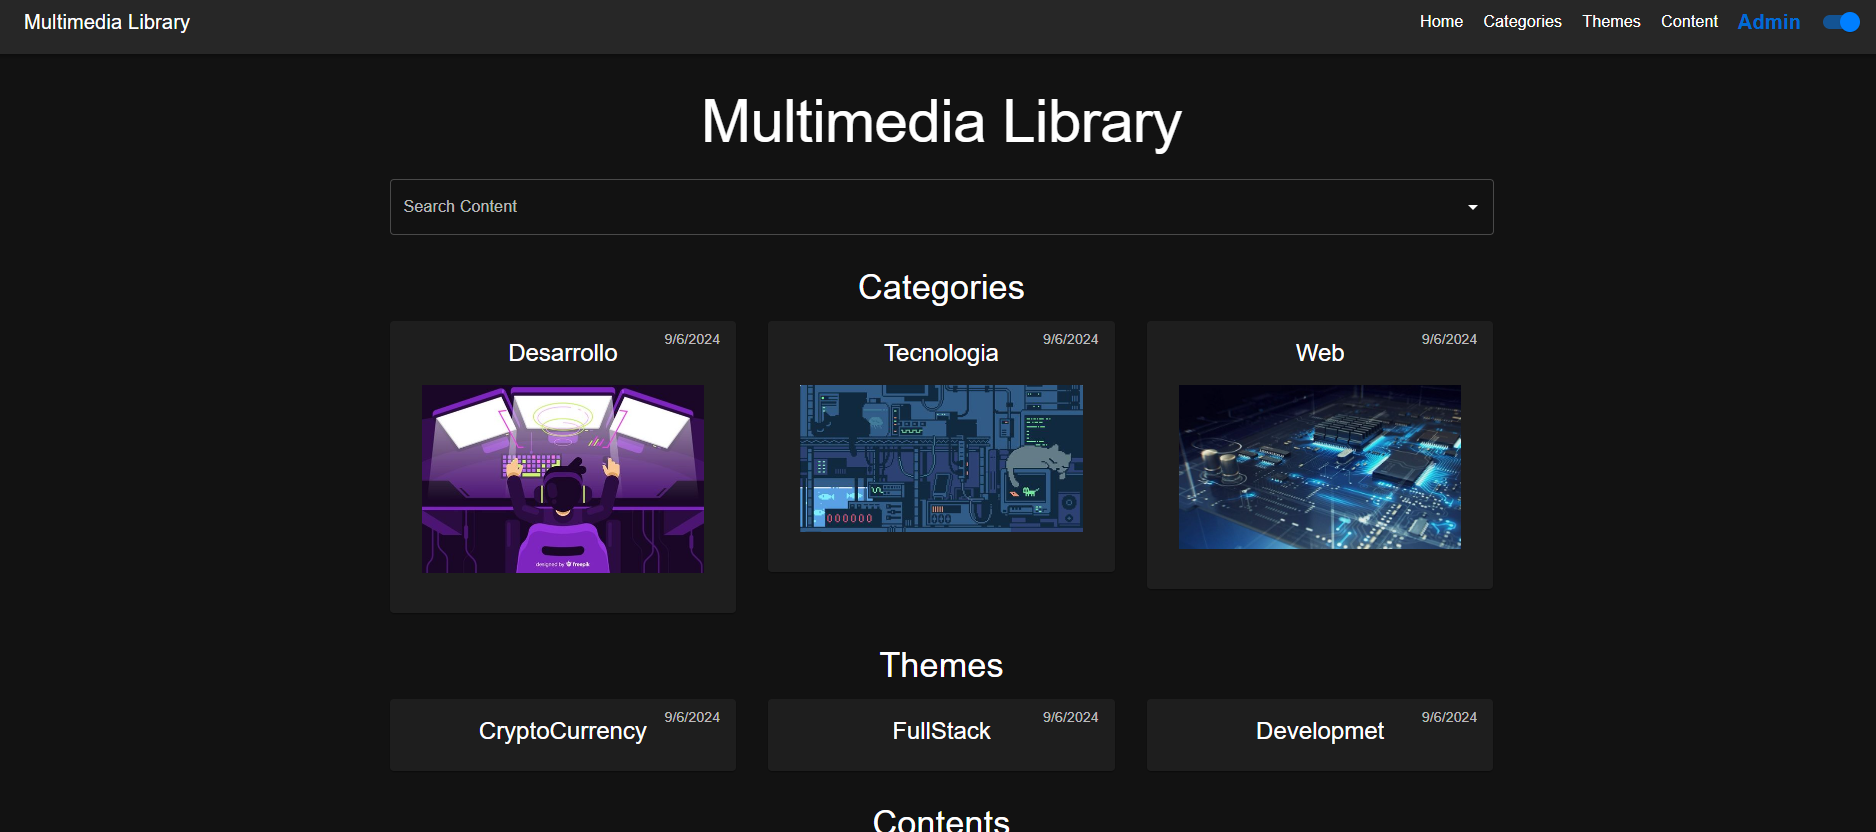 Multimedia Library
Home Categories Themes Content Admin
Multimedia Library
Search Content
Categories
Desarrollo 9/6/2024
Tecnologia 9/6/2024
Web 9/6/2024
designed by freepik
Themes
CryptoCurrency 9/6/2024
FullStack 9/6/2024
Developmet 9/6/2024
Contents